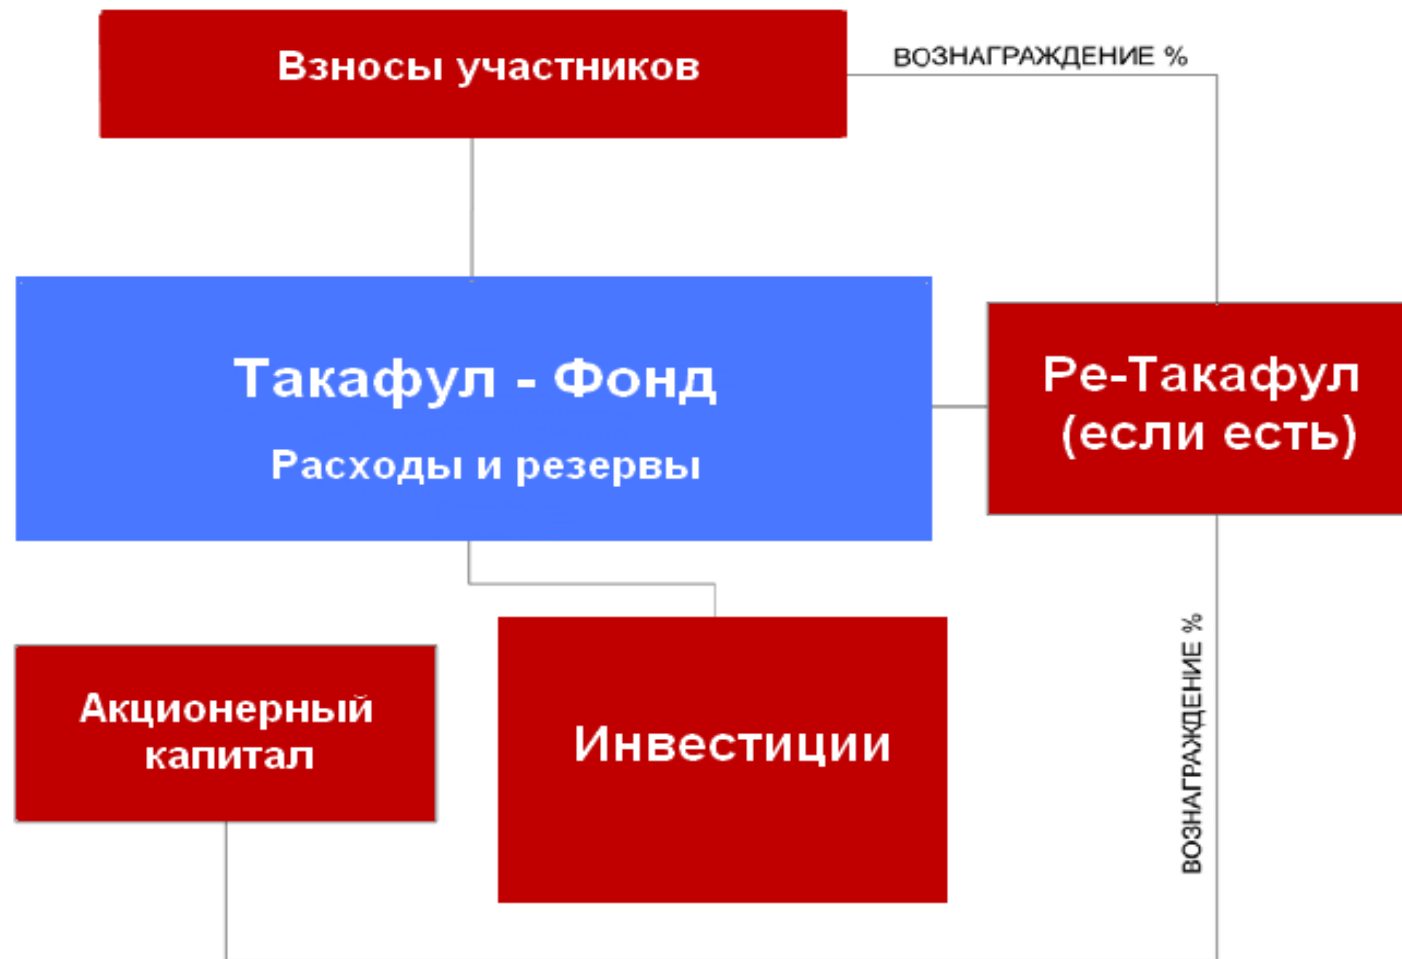 Взносы участников
ВОЗНАГРАЖДЕНИЕ %
Такафул - Фонд
Расходы и резервы
Ре-Такафул
(если есть)
Акционерный
капитал
Инвестиции
ВОЗНАГРАЖДЕНИЕ %